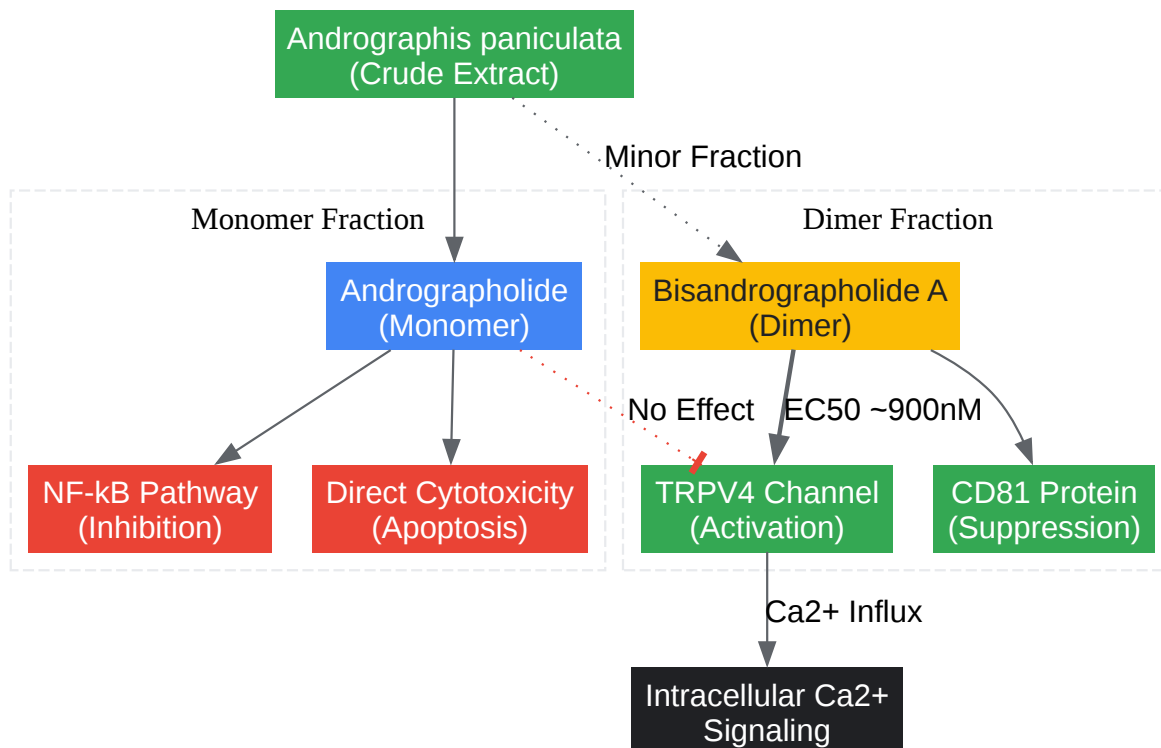 Andrographis paniculata
(Crude Extract)
Minor Fraction
Monomer Fraction
Dimer Fraction
Andrographolide
(Monomer)
Bisandrographolide A
(Dimer)
No Effect
EC50 ~900nM
NF-kB Pathway
(Inhibition)
Direct Cytotoxicity
(Apoptosis)
TRPV4 Channel
(Activation)
CD81 Protein
(Suppression)
Ca2+ Influx
Intracellular Ca2+
Signaling